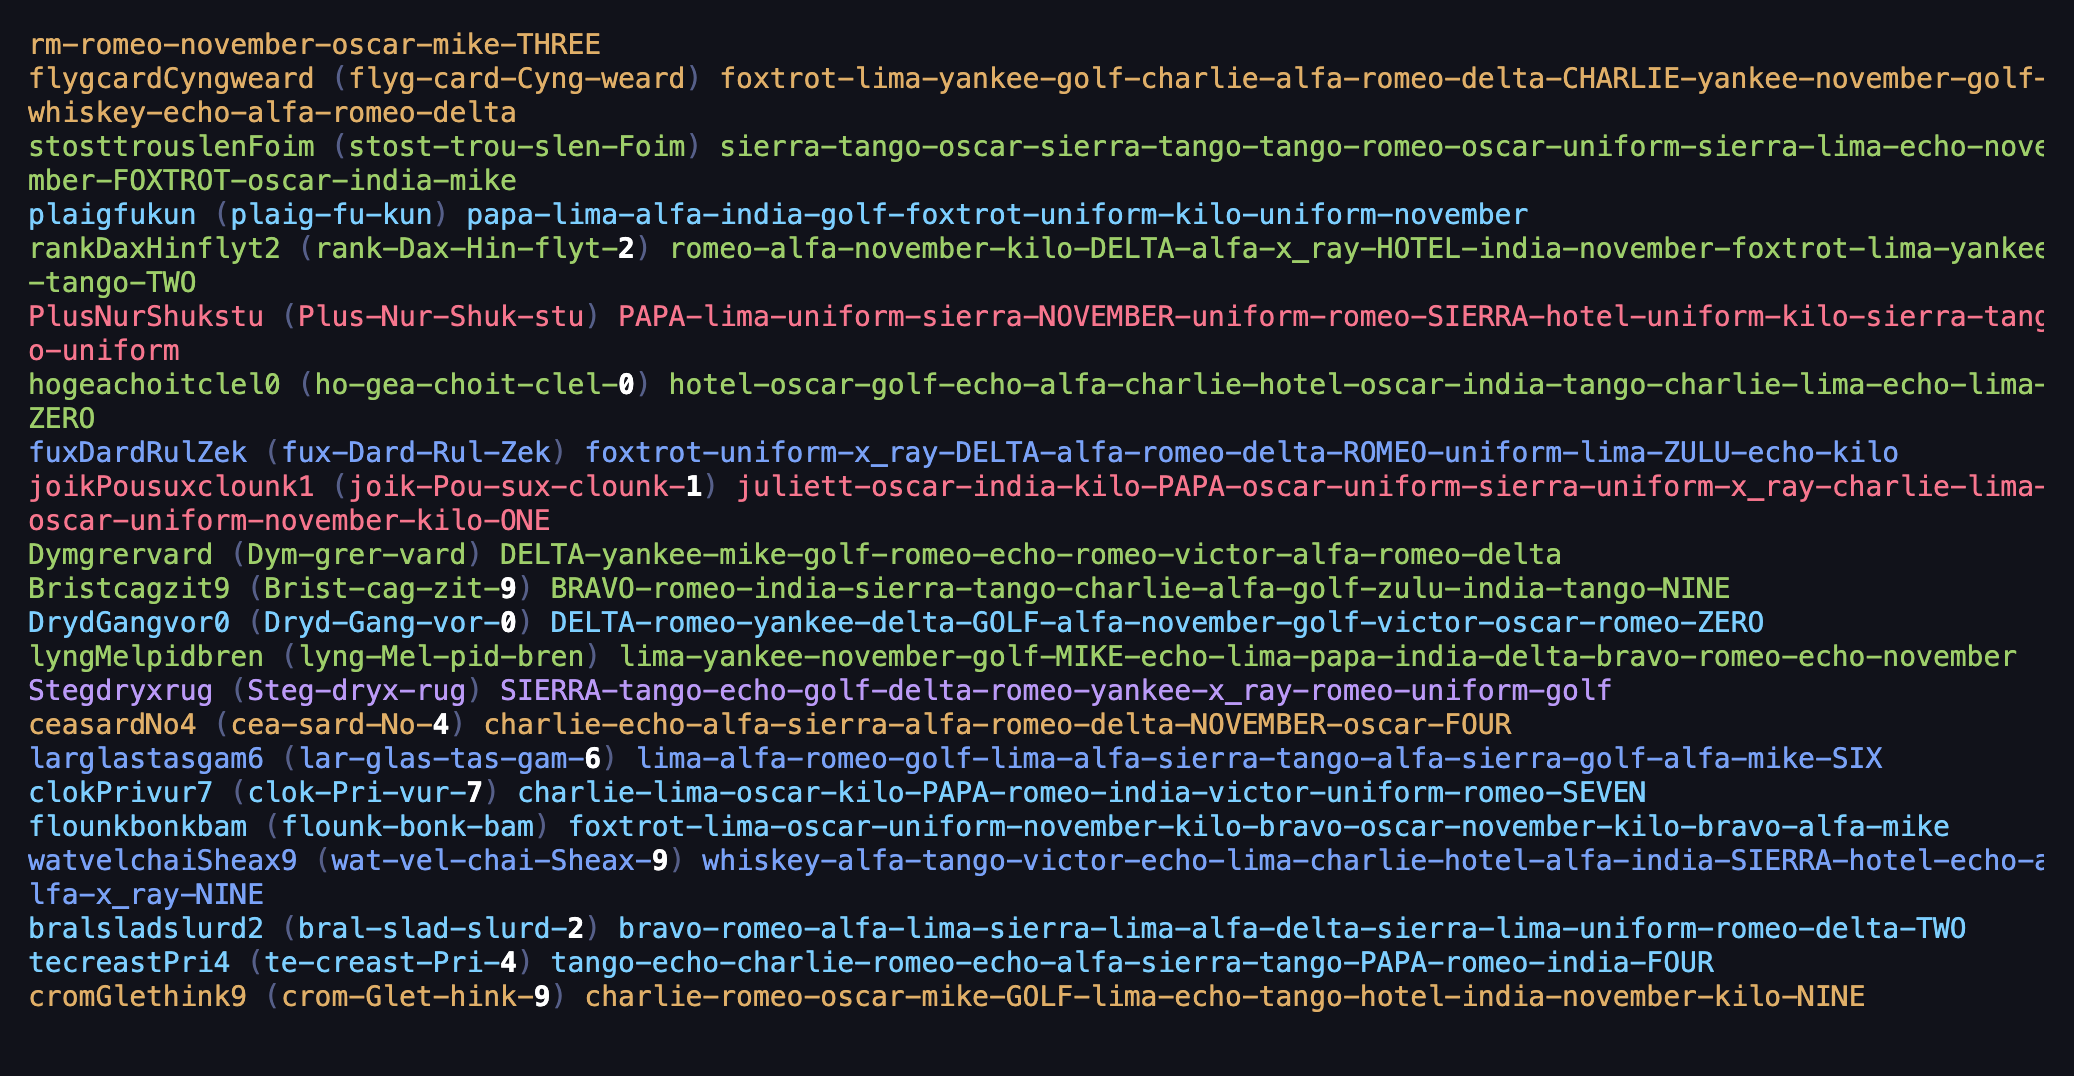 rm-romeo-november-oscar-mike-THREE
flygcardCyngweard (flyg-card-Cyng-weard) foxtrot-lima-yankee-golf-charlie-alfa-romeo-delta-CHARLIE-yankee-november-golf-
whiskey-echo-alfa-romeo-delta
stosttrouslenFoim (stost-trou-slen-Foim) sierra-tango-oscar-sierra-tango-tango-romeo-oscar-uniform-sierra-lima-echo-nove
mber-FOXTROT-oscar-india-mike
plaigfukun (plaig-fu-kun) papa-lima-alfa-india-golf-foxtrot-uniform-kilo-uniform-november
rankDaxHinflyt2 (rank-Dax-Hin-flyt-2) romeo-alfa-november-kilo-DELTA-alfa-x_ray-HOTEL-india-november-foxtrot-lima-yankee
-tango-TWO
PlusNurShukstu (Plus-Nur-Shuk-stu) PAPA-lima-uniform-sierra-NOVEMBER-uniform-romeo-SIERRA-hotel-uniform-kilo-sierra-tang
o-uniform
hogeachoitclel0 (ho-gea-choit-clel-0) hotel-oscar-golf-echo-alfa-charlie-hotel-oscar-india-tango-charlie-lima-echo-lima-
ZERO
fuxDardRulZek (fux-Dard-Rul-Zek) foxtrot-uniform-x_ray-DELTA-alfa-romeo-delta-ROMEO-uniform-lima-ZULU-echo-kilo
joikPousuxclounk1 (joik-Pou-sux-clounk-1) juliett-oscar-india-kilo-PAPA-oscar-uniform-sierra-uniform-x_ray-charlie-lima-
oscar-uniform-november-kilo-ONE
Dymgrervard (Dym-grer-vard) DELTA-yankee-mike-golf-romeo-echo-romeo-victor-alfa-romeo-delta
Bristcagzit9 (Brist-cag-zit-9) BRAVO-romeo-india-sierra-tango-charlie-alfa-golf-zulu-india-tango-NINE
DrydGangvor0 (Dryd-Gang-vor-0) DELTA-romeo-yankee-delta-GOLF-alfa-november-golf-victor-oscar-romeo-ZERO
lyngMelpidbren (lyng-Mel-pid-bren) lima-yankee-november-golf-MIKE-echo-lima-papa-india-delta-bravo-romeo-echo-november
Stegdryxrug (Steg-dryx-rug) SIERRA-tango-echo-golf-delta-romeo-yankee-x_ray-romeo-uniform-golf
ceasardNo4 (cea-sard-No-4) charlie-echo-alfa-sierra-alfa-romeo-delta-NOVEMBER-oscar-FOUR
larglastasgam6 (lar-glas-tas-gam-6) lima-alfa-romeo-golf-lima-alfa-sierra-tango-alfa-sierra-golf-alfa-mike-SIX
clokPrivur7 (clok-Pri-vur-7) charlie-lima-oscar-kilo-PAPA-romeo-india-victor-uniform-romeo-SEVEN
flounkbonkbam (flounk-bonk-bam) foxtrot-lima-oscar-uniform-november-kilo-bravo-oscar-november-kilo-bravo-alfa-mike
watvelchaiSheax9 (wat-vel-chai-Sheax-9) whiskey-alfa-tango-victor-echo-lima-charlie-hotel-alfa-india-SIERRA-hotel-echo-a
lfa-x_ray-NINE
bralsladslurd2 (bral-slad-slurd-2) bravo-romeo-alfa-lima-sierra-lima-alfa-delta-sierra-lima-uniform-romeo-delta-TWO
tecreastPri4 (te-creast-Pri-4) tango-echo-charlie-romeo-echo-alfa-sierra-tango-PAPA-romeo-india-FOUR
cromGlethink9 (crom-Glet-hink-9) charlie-romeo-oscar-mike-GOLF-lima-echo-tango-hotel-india-november-kilo-NINE